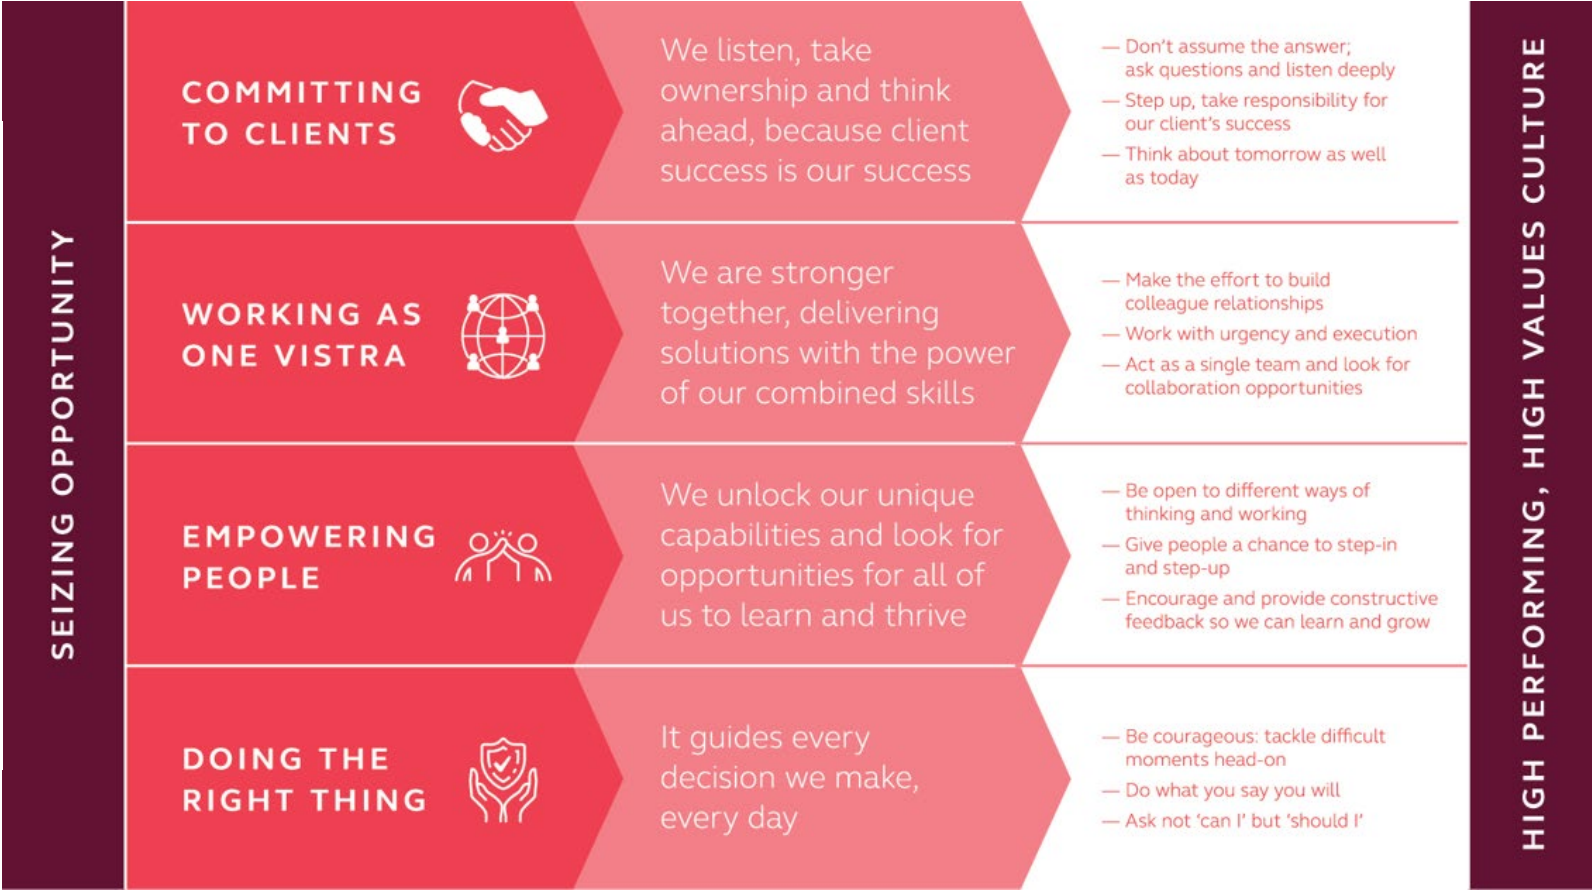 SEIZING OPPORTUNITY
COMMITTING
TO CLIENTS
We listen, take
ownership and think
ahead, because client
success is our success
— Don't assume the answer;
ask questions and listen deeply
— Step up, take responsibility for
our client's success
— Think about tomorrow as well
as today
WORKING AS
ONE VISTRA
We are stronger
together, delivering
solutions with the power
of our combined skills
— Make the effort to build
colleague relationships
— Work with urgency and execution
— Act as a single team and look for
collaboration opportunities
EMPOWERING
PEOPLE
We unlock our unique
capabilities and look for
opportunities for all of
us to learn and thrive
— Be open to different ways of
thinking and working
— Give people a chance to step-in
and step-up
— Encourage and provide constructive
feedback so we can learn and grow
DOING THE
RIGHT THING
It guides every
decision we make,
every day
— Be courageous: tackle difficult
moments head-on
— Do what you say you will
— Ask not 'can I' but 'should I'
HIGH PERFORMING, HIGH VALUES CULTURE